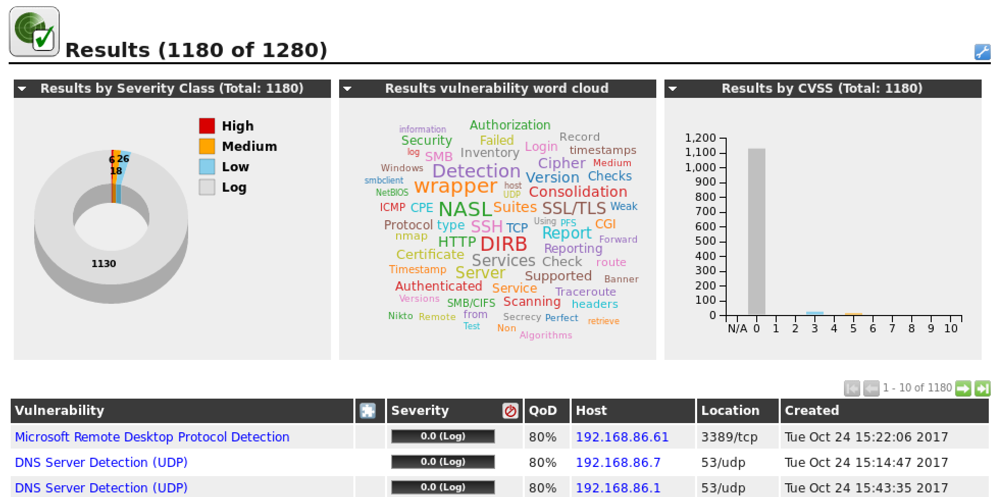 Results (1180 of 1280)
Results by Severity Class (Total: 1180)
High
Medium
Low
Log
6 26
18
1130
Results vulnerability word cloud
Authorization
information
Security Failed Record
log SMB Inventory Login timestamps
Windows Detection Cipher Medium
smbclient wrapper host Version Checks
NetBIOS UDP Consolidation
ICMP CPE NASL Suites SSL/TLS Weak
Protocol type SSH TCP Using PFS CGI
nmap HTTP DIRB Report Forward
Certificate Services Check Reporting route
Timestamp Server Supported Banner
Authenticated Service Traceroute
Versions SMB/CIFS Scanning headers
Nikto Remote from Secrecy Perfect retrieve
Test Non
Algorithms
Results by CVSS (Total: 1180)
1,200
1,100
1,000
900
800
700
600
500
400
300
200
100
0
N/A 0 1 2 3 4 5 6 7 8 9 10
1 - 10 of 1180
Vulnerability Severity QoD Host Location Created
Microsoft Remote Desktop Protocol Detection 0.0 (Log) 80% 192.168.86.61 3389/tcp Tue Oct 24 15:22:06 2017
DNS Server Detection (UDP) 0.0 (Log) 80% 192.168.86.7 53/udp Tue Oct 24 15:14:47 2017
DNS Server Detection (UDP) 0.0 (Log) 80% 192.168.86.1 53/udp Tue Oct 24 15:43:35 2017